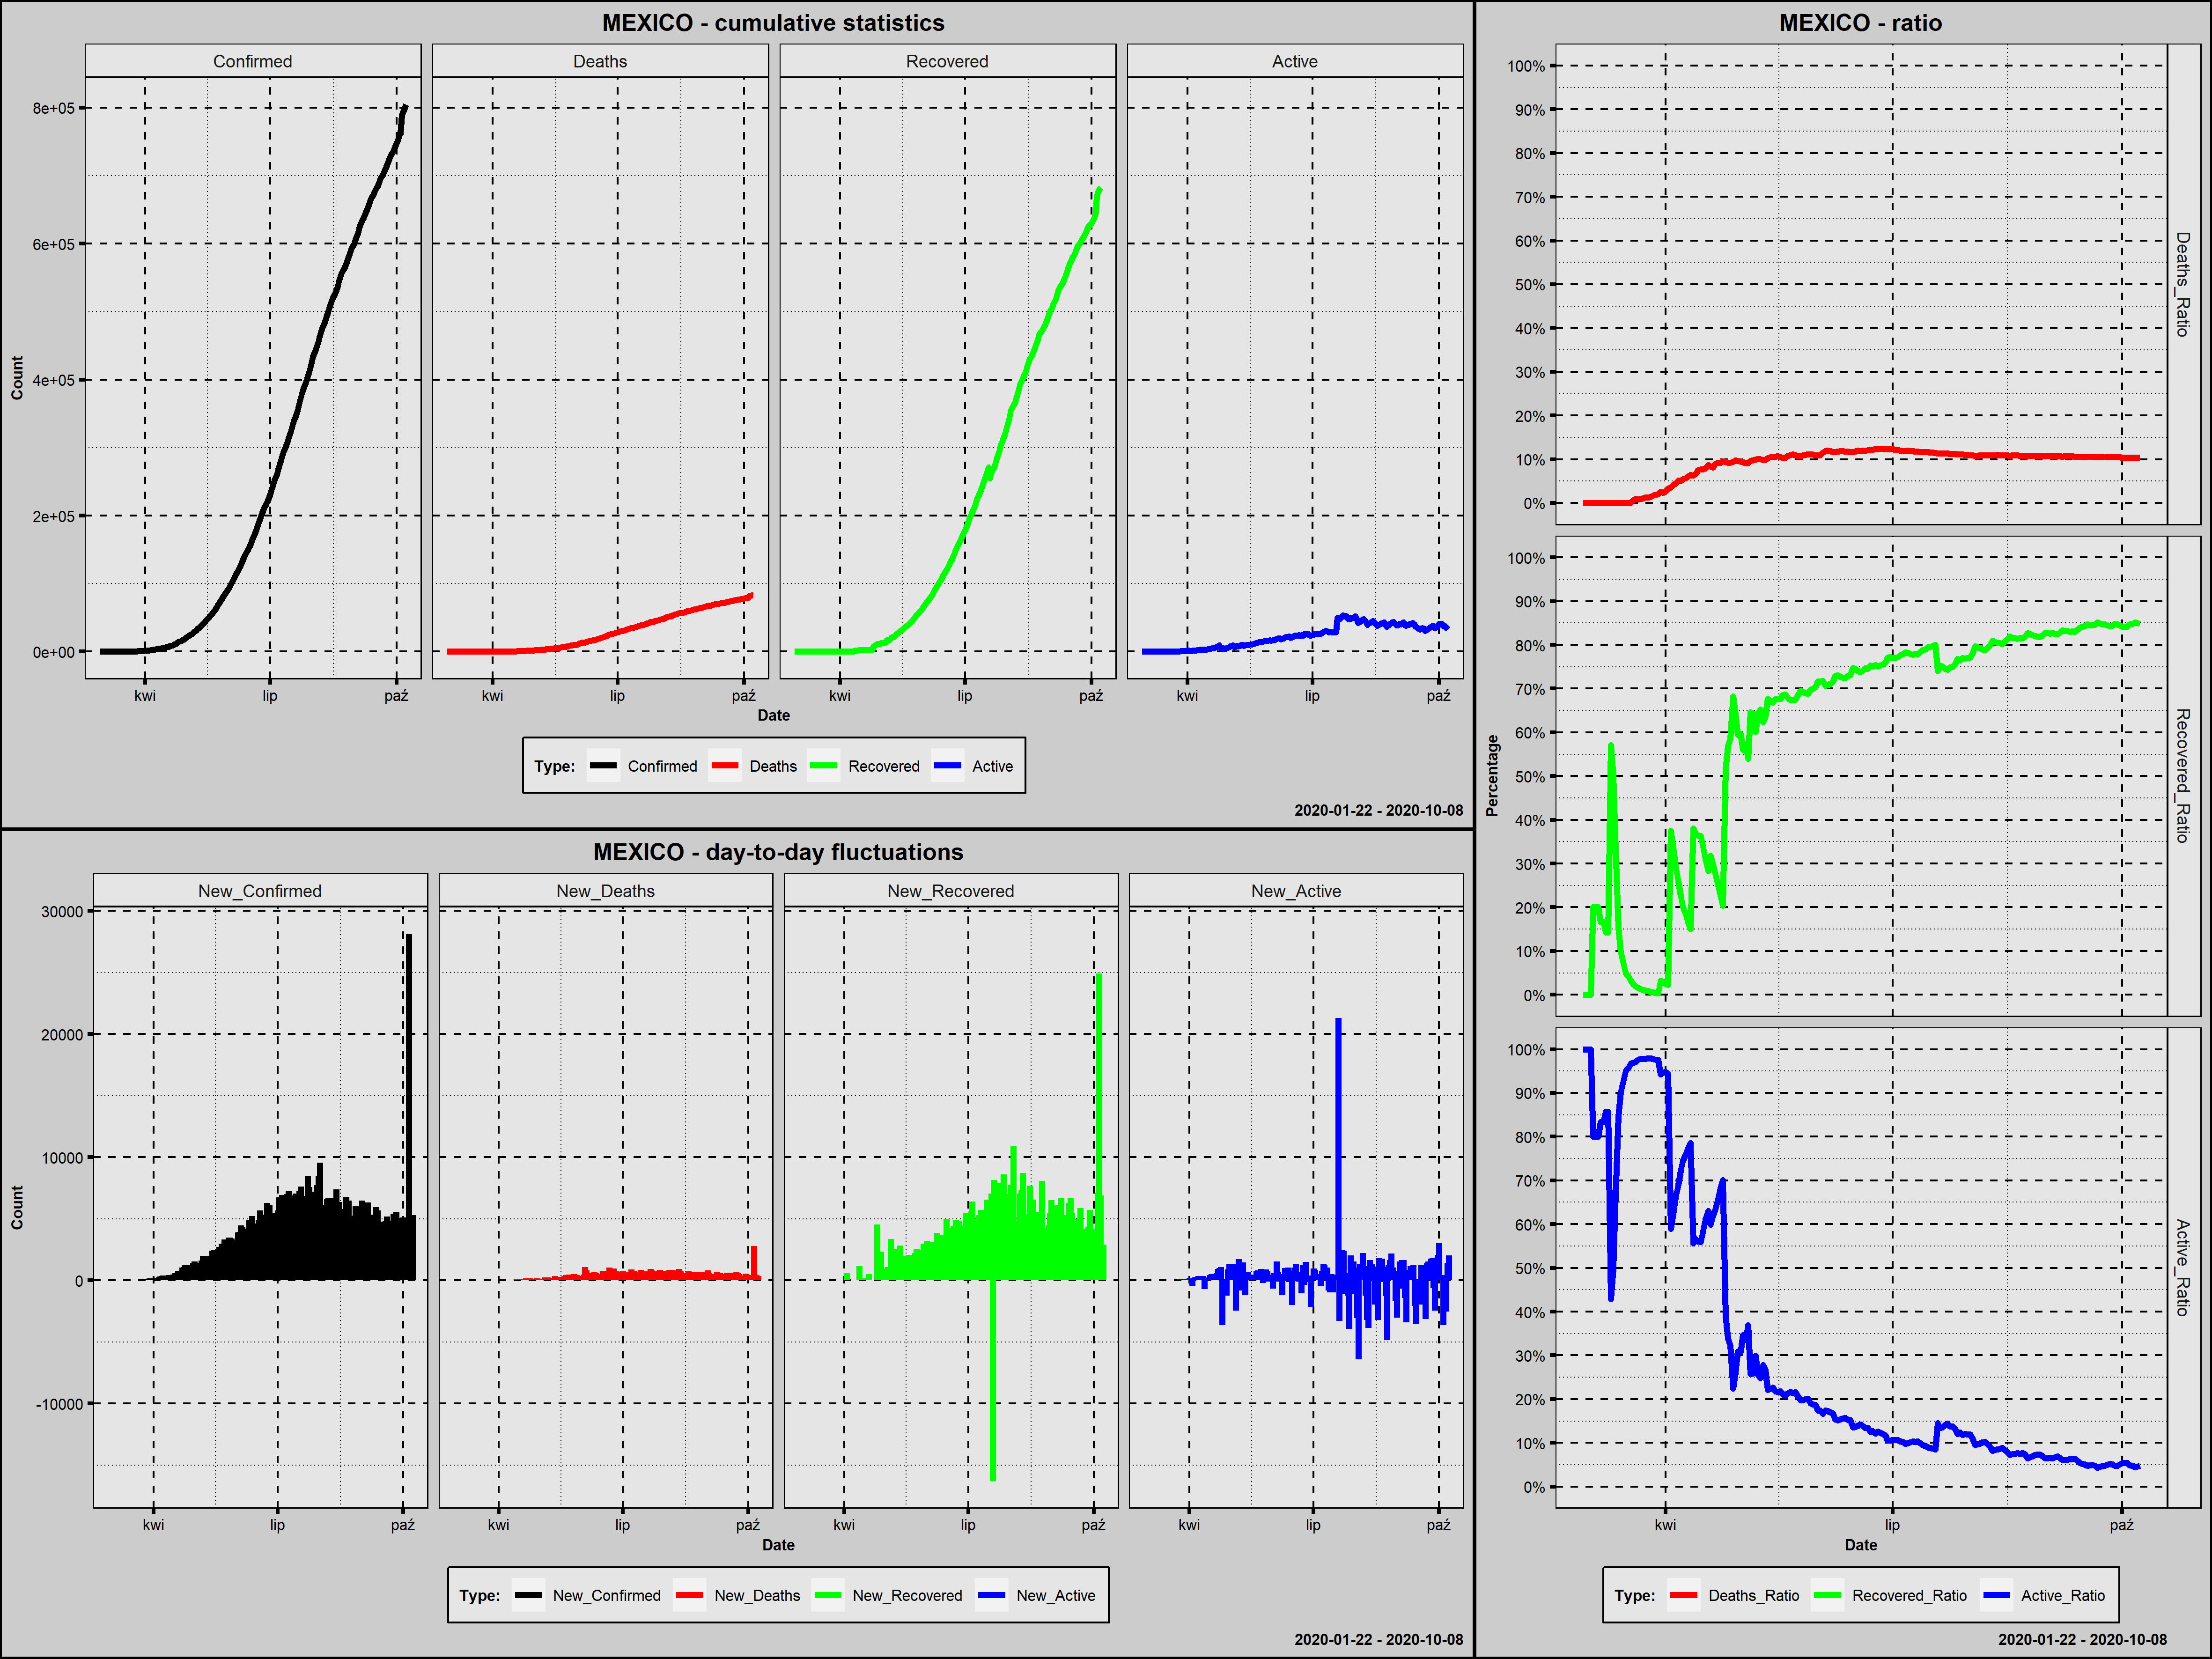 MEXICO - cumulative statistics
Confirmed Deaths Recovered Active
8e+05
6e+05
4e+05
2e+05
0e+00
Count
kwi lip paź kwi lip paź kwi lip paź kwi lip paź
Date
Type: Confirmed Deaths Recovered Active
2020-01-22 - 2020-10-08
MEXICO - day-to-day fluctuations
New_Confirmed New_Deaths New_Recovered New_Active
30000
20000
10000
0
-10000
Count
kwi lip paź kwi lip paź kwi lip paź kwi lip paź
Date
Type: New_Confirmed New_Deaths New_Recovered New_Active
2020-01-22 - 2020-10-08
MEXICO - ratio
100%
90%
80%
70%
60%
50%
40%
30%
20%
10%
0%
Deaths_Ratio
100%
90%
80%
70%
60%
50%
40%
30%
20%
10%
0%
Recovered_Ratio
Percentage
100%
90%
80%
70%
60%
50%
40%
30%
20%
10%
0%
Active_Ratio
kwi lip paź
Date
Type: Deaths_Ratio Recovered_Ratio Active_Ratio
2020-01-22 - 2020-10-08